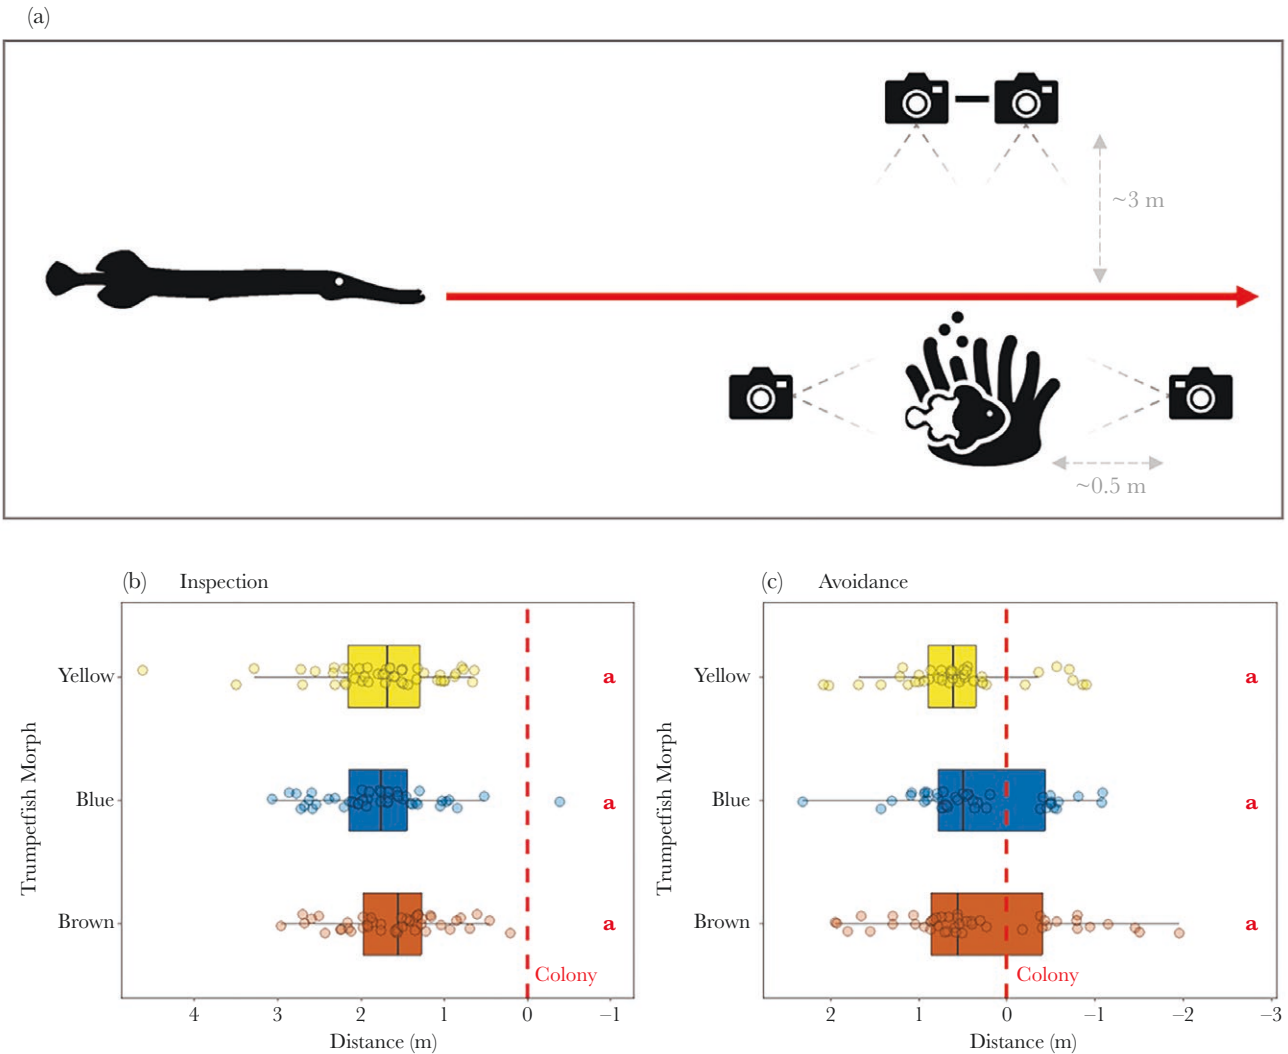 (a)
~3 m
~0.5 m
(b) Inspection
Trumpetfish Morph
Yellow
a
Blue
a
Brown
a
Colony
4 3 2 1 0 –1
Distance (m)
(c) Avoidance
Trumpetfish Morph
Yellow
a
Blue
a
Brown
a
Colony
2 1 0 –1 –2 –3
Distance (m)